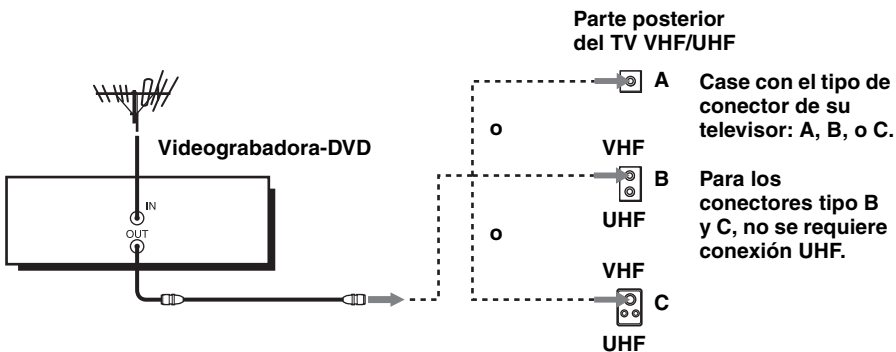 Parte posterior
del TV VHF/UHF
A
Case con el tipo de
conector de su
televisor: A, B, o C.
o
Videograbadora-DVD
VHF
B
Para los
conectores tipo B
y C, no se requiere
conexión UHF.
IN
UHF
OUT
o
VHF
C
UHF